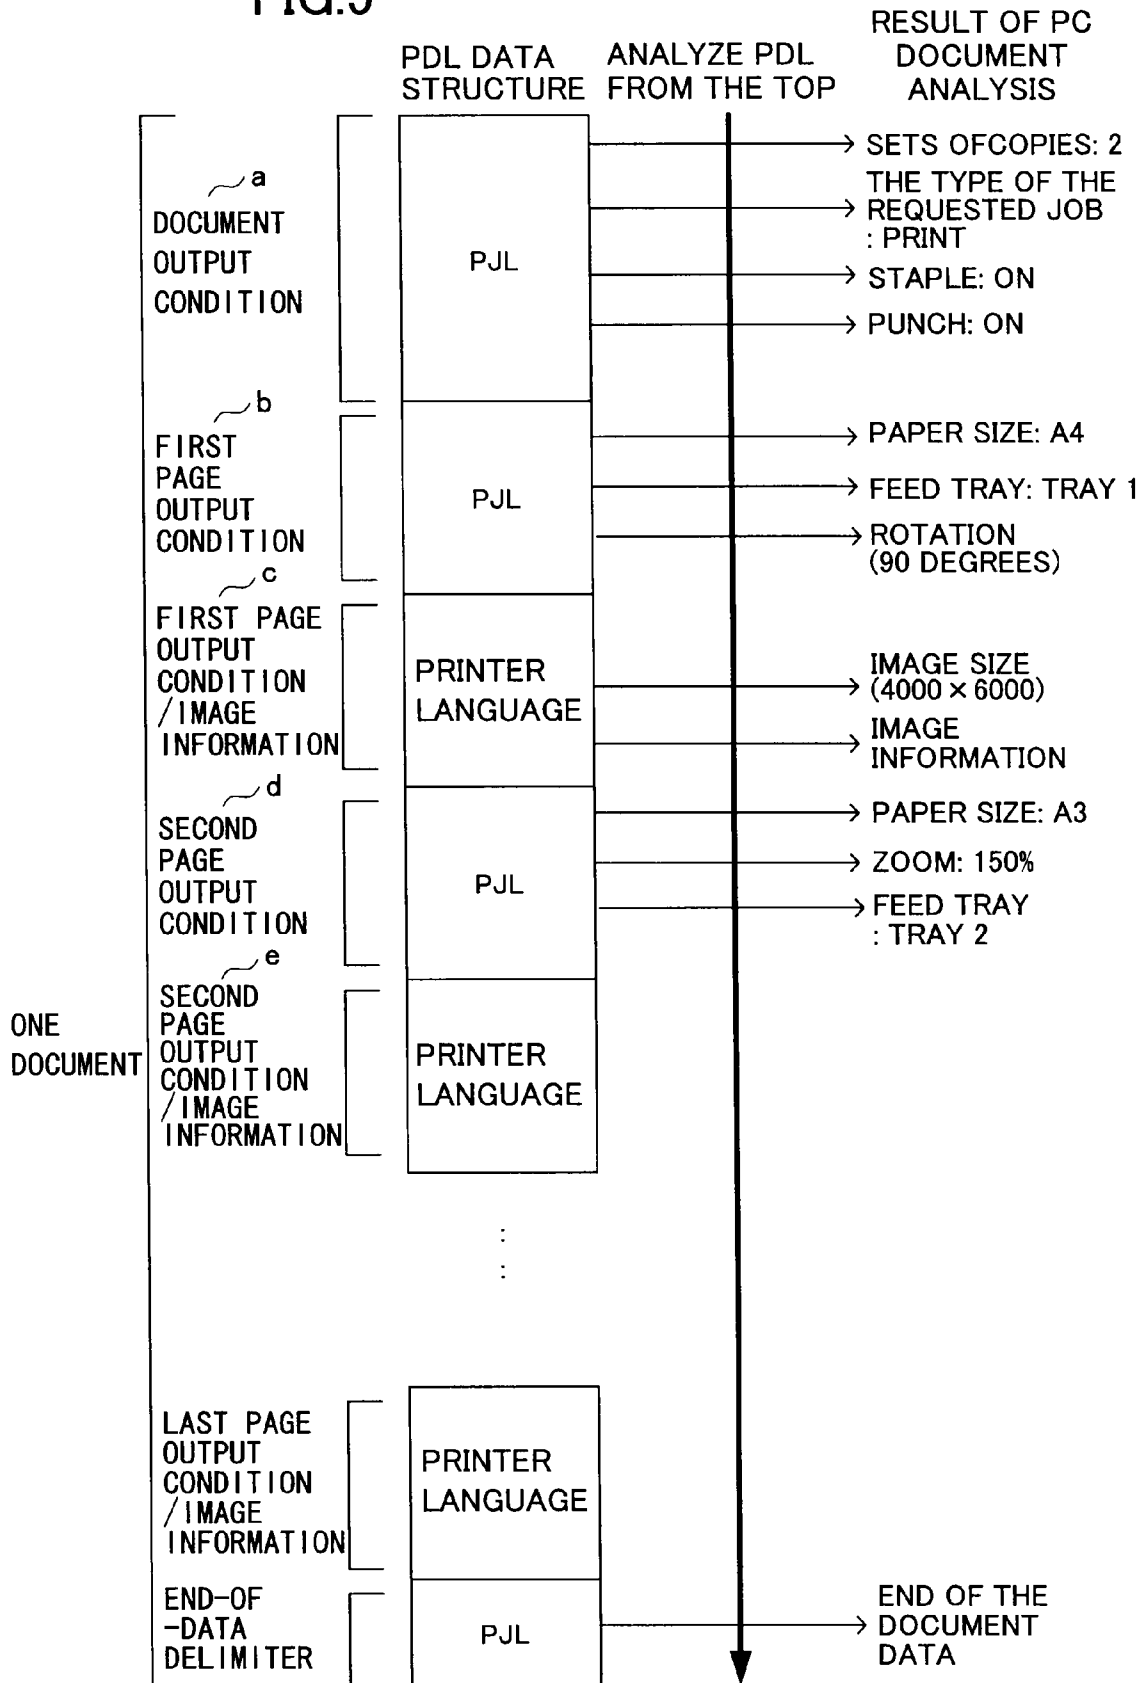 FIG.5
PDL DATA
STRUCTURE
ANALYZE PDL
FROM THE TOP
RESULT OF PC
DOCUMENT
ANALYSIS
a
DOCUMENT
OUTPUT
CONDITION
PJL
SETS OFCOPIES: 2
THE TYPE OF THE
REQUESTED JOB
: PRINT
STAPLE: ON
PUNCH: ON
b
FIRST
PAGE
OUTPUT
CONDITION
PJL
PAPER SIZE: A4
FEED TRAY: TRAY 1
ROTATION
(90 DEGREES)
c
FIRST PAGE
OUTPUT
CONDITION
/IMAGE
INFORMATION
PRINTER
LANGUAGE
IMAGE SIZE
(4000 × 6000)
IMAGE
INFORMATION
d
SECOND
PAGE
OUTPUT
CONDITION
PJL
PAPER SIZE: A3
ZOOM: 150%
FEED TRAY
: TRAY 2
e
SECOND
PAGE
OUTPUT
CONDITION
/IMAGE
INFORMATION
PRINTER
LANGUAGE
ONE
DOCUMENT
:
:
LAST PAGE
OUTPUT
CONDITION
/IMAGE
INFORMATION
PRINTER
LANGUAGE
END-OF
-DATA
DELIMITER
PJL
END OF THE
DOCUMENT
DATA